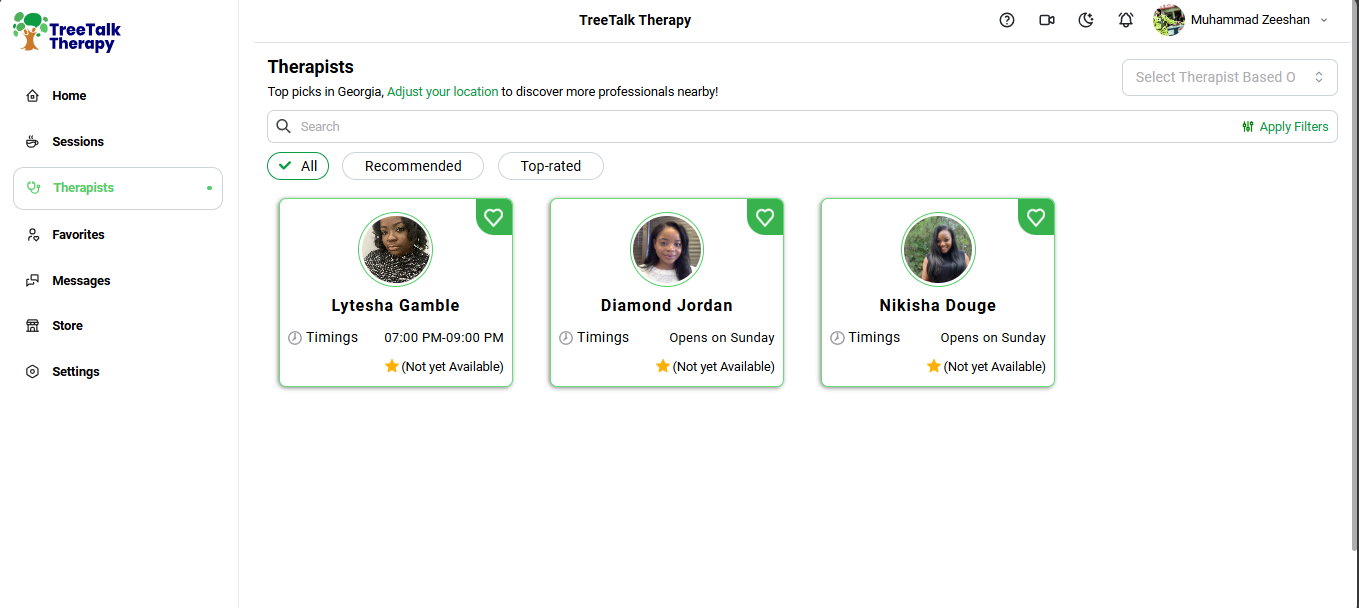 TreeTalk
Therapy
TreeTalk Therapy
Muhammad Zeeshan
Home
Sessions
Therapists
Favorites
Messages
Store
Settings
Therapists
Top picks in Georgia, Adjust your location to discover more professionals nearby!
Select Therapist Based O
Search
Apply Filters
All
Recommended
Top-rated
Lytesha Gamble
Timings 07:00 PM-09:00 PM
(Not yet Available)
Diamond Jordan
Timings Opens on Sunday
(Not yet Available)
Nikisha Douge
Timings Opens on Sunday
(Not yet Available)